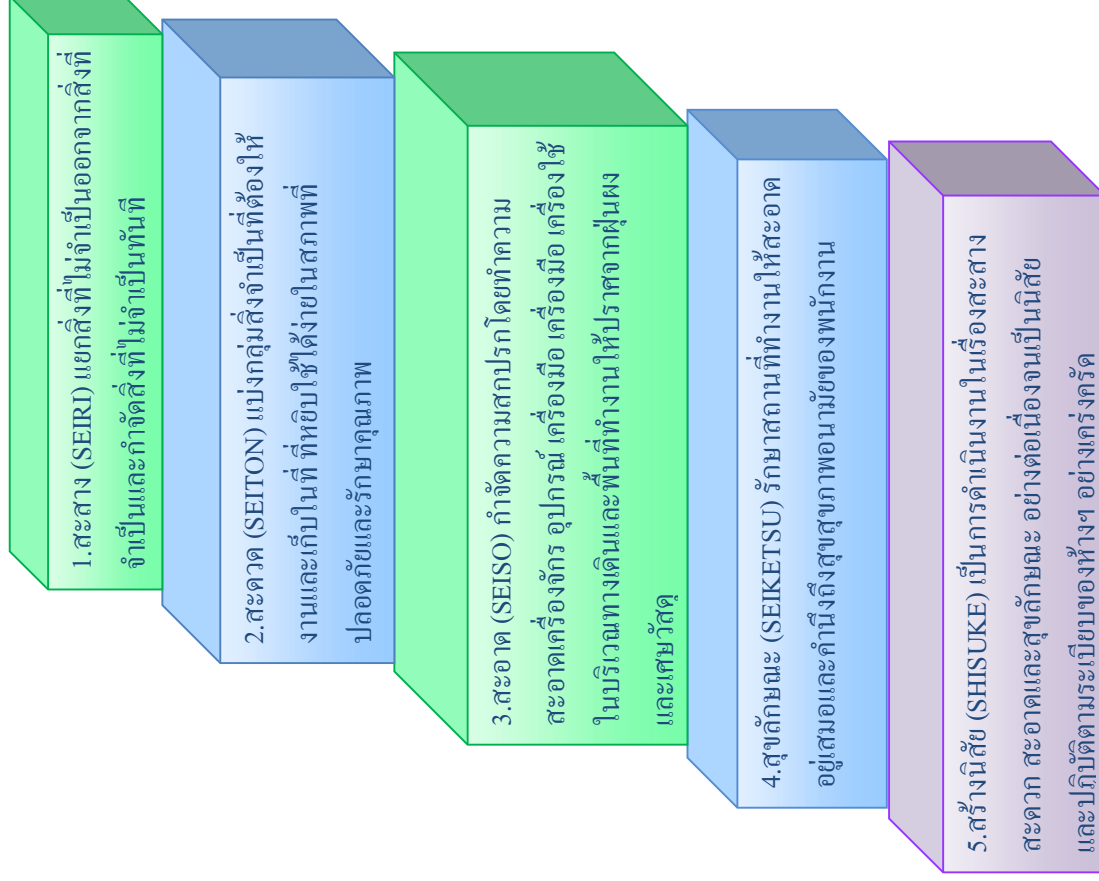 1.สะสาง (SEIRI) แยกสิ่งที่ไม่จำเป็นออกจากสิ่งที่
จำเป็นและกำจัดสิ่งที่ไม่จำเป็นทันที
2.สะดวด (SEITON) แบ่งกลุ่มสิ่งจำเป็นที่ต้องให้
งานและเก็บในที่ ที่หยิบใช้ได้ง่ายในสภาพที่
ปลอดภัยและรักษาคุณภาพ
3.สะอาด (SEISO) กำจัดความสกปรกโดยทำความ
สะอาดเครื่องจักร อุปกรณ์ เครื่องมือ เครื่องมือ เครื่องใช้
ในบริเวณทางเดินและพื้นที่ทำงานให้ปราศจากฝุ่นผง
และเศษวัสดุ
4.สุขลักษณะ (SEIKETSU) รักษาสถานที่ทำงานให้สะอาด
อยู่เสมอและคำนึงถึงสุขสุขภาพอนมัยของพนักงาน
5.สร้างนิสัย (SHISUKE) เป็นการดำเนินงานในเรื่องสะสาง
สะดวก สะอาดและสุขลักษณะ อย่างต่อเนื่องจนเป็นนิสัย
และปฏิบัติตามระเบียบของห้างฯ อย่างเคร่งครัด